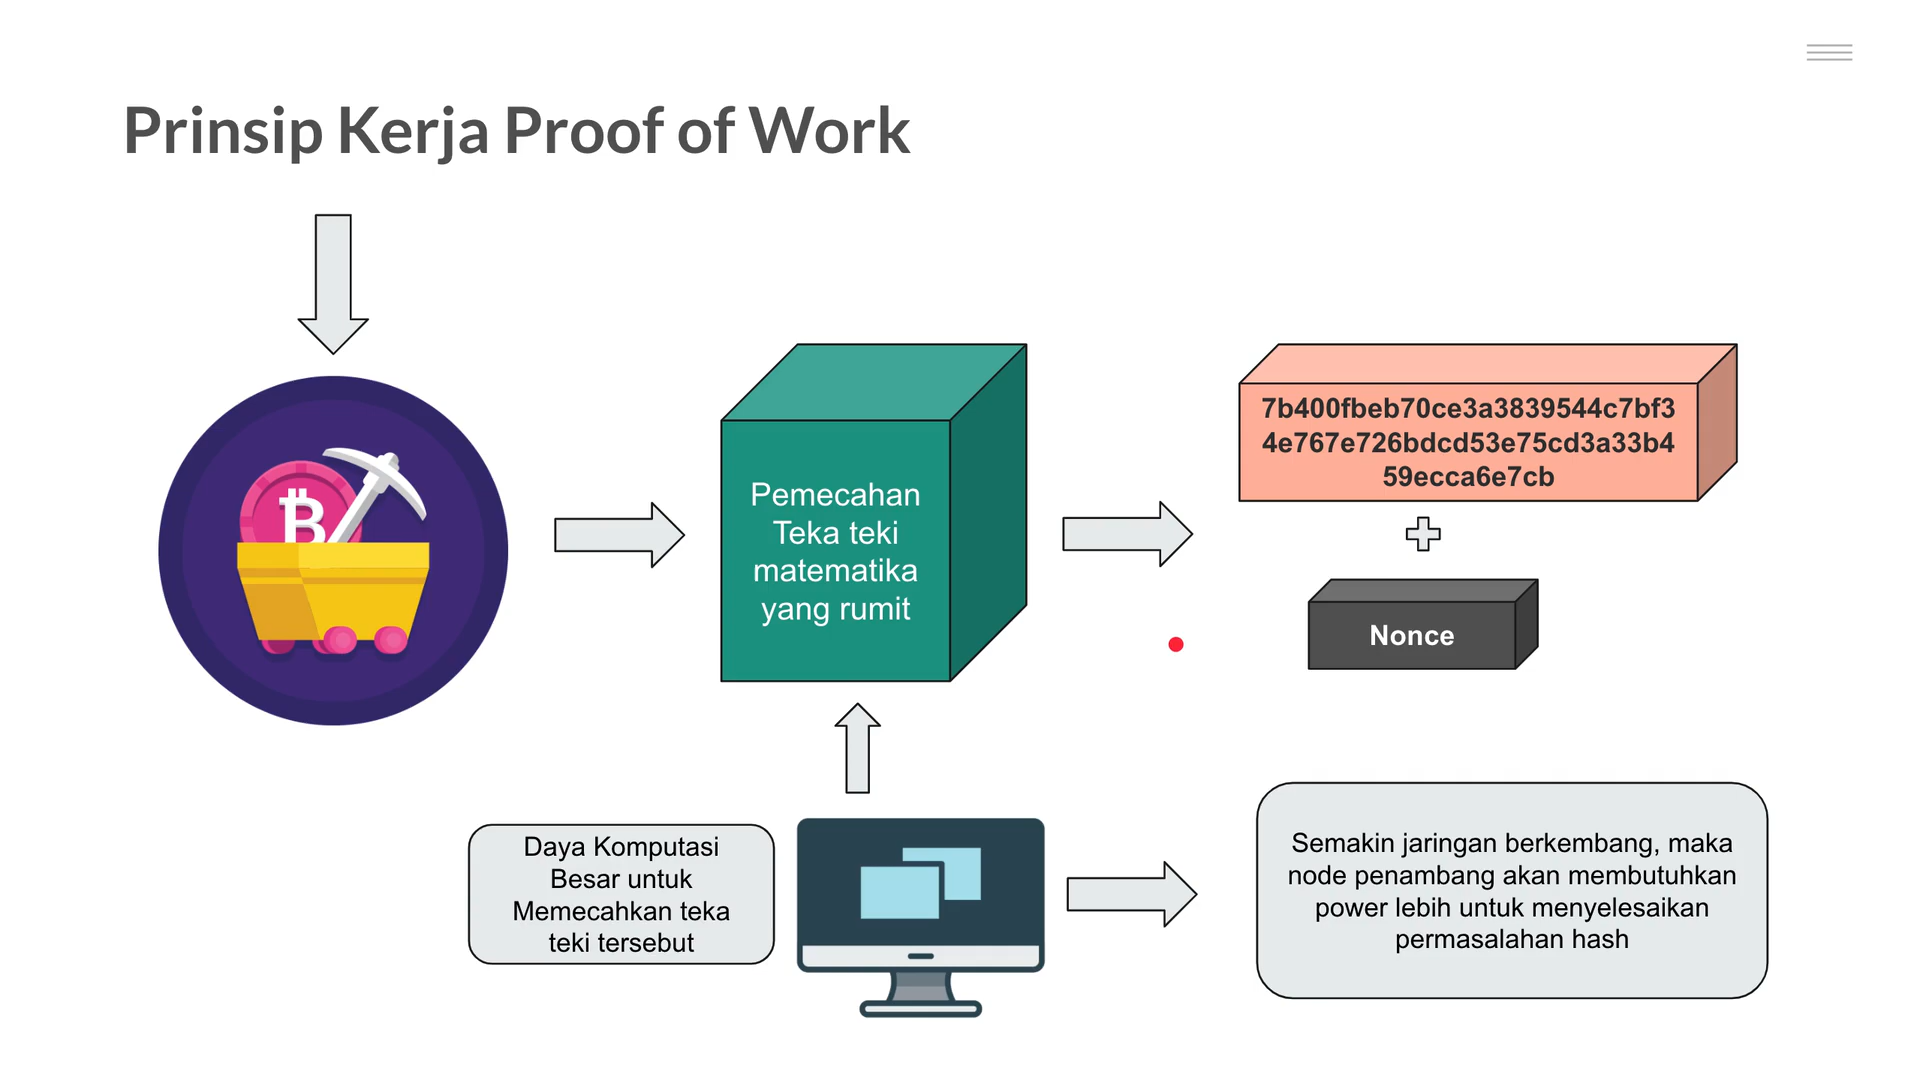 Prinsip Kerja Proof of Work
7b400fbeb70ce3a3839544c7bf3
4e767e726bdcd53e75cd3a33b4
59ecca6e7cb
Pemecahan
Teka teki
matematika
yang rumit
Nonce
Daya Komputasi
Besar untuk
Memecahkan teka
teki tersebut
Semakin jaringan berkembang, maka
node penambang akan membutuhkan
power lebih untuk menyelesaikan
permasalahan hash